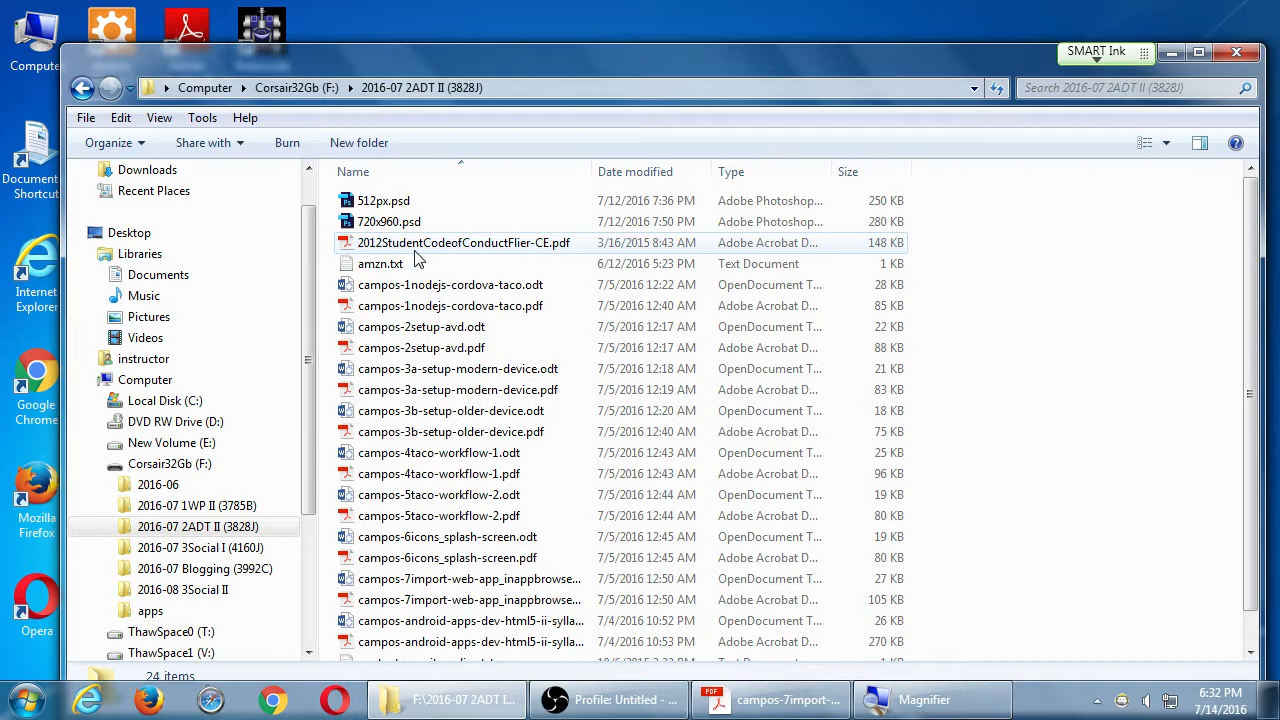 Compute
SMART Ink
Computer
Corsair32Gb (F:)
2016-07 2ADT II (3828J)
Search 2016-07 2ADT II (3828J)
File Edit View Tools Help
Organize Share with Burn New folder
Document
Shortcut
Internet
Explorer
Google
Chrome
Mozilla
Firefox
Opera
Downloads
Recent Places
Desktop
Libraries
Documents
Music
Pictures
Videos
instructor
Computer
Local Disk (C:)
DVD RW Drive (D:)
New Volume (E:)
Corsair32Gb (F:)
2016-06
2016-07 1WP II (3785B)
2016-07 2ADT II (3828J)
2016-07 3Social I (4160J)
2016-07 Blogging (3992C)
2016-08 3Social II
apps
ThawSpace0 (T:)
ThawSpace1 (V:)
Name Date modified Type Size
512px.psd 7/12/2016 7:36 PM Adobe Photoshop... 250 KB
720x960.psd 7/12/2016 7:50 PM Adobe Photoshop... 280 KB
2012StudentCodeofConductFlier-SE.pdf 3/16/2015 8:43 AM Adobe Acrobat D... 148 KB
amzn.txt 6/12/2016 5:23 PM Text Document 1 KB
campos-1nodejs-cordova-taco.odt 7/5/2016 12:22 AM OpenDocument T... 28 KB
campos-1nodejs-cordova-taco.pdf 7/5/2016 12:40 AM Adobe Acrobat D... 91 KB
campos-2setup-avd.odt 7/5/2016 12:17 AM OpenDocument T... 22 KB
campos-2setup-avd.pdf 7/5/2016 12:17 AM Adobe Acrobat D... 88 KB
campos-3a-setup-modern-device.odt 7/5/2016 12:18 AM OpenDocument T... 21 KB
campos-3a-setup-modern-device.pdf 7/5/2016 12:19 AM Adobe Acrobat D... 83 KB
campos-3b-setup-older-device.odt 7/5/2016 12:20 AM OpenDocument T... 18 KB
campos-3b-setup-older-device.pdf 7/5/2016 12:40 AM Adobe Acrobat D... 75 KB
campos-4taco-workflow-1.odt 7/5/2016 12:43 AM OpenDocument T... 25 KB
campos-4taco-workflow-1.pdf 7/5/2016 12:43 AM Adobe Acrobat D... 96 KB
campos-5taco-workflow-2.odt 7/5/2016 12:44 AM OpenDocument T... 19 KB
campos-5taco-workflow-2.pdf 7/5/2016 12:44 AM Adobe Acrobat D... 80 KB
campos-6icons_splash-screen.odt 7/5/2016 12:45 AM OpenDocument T... 19 KB
campos-6icons_splash-screen.pdf 7/5/2016 12:45 AM Adobe Acrobat D... 80 KB
campos-7import-web-app_inappbrowse... 7/5/2016 12:50 AM OpenDocument T... 27 KB
campos-7import-web-app_inappbrowse... 7/5/2016 12:50 AM Adobe Acrobat D... 105 KB
campos-android-apps-dev-html5-ii-sylla... 7/4/2016 10:52 PM OpenDocument T... 26 KB
campos-android-apps-dev-html5-ii-sylla... 7/4/2016 10:53 PM Adobe Acrobat D... 270 KB
24 items
F:\2016-07 2ADT I...
Profile: Untitled - ...
campos-7import-...
Magnifier
6:32 PM
7/14/2016